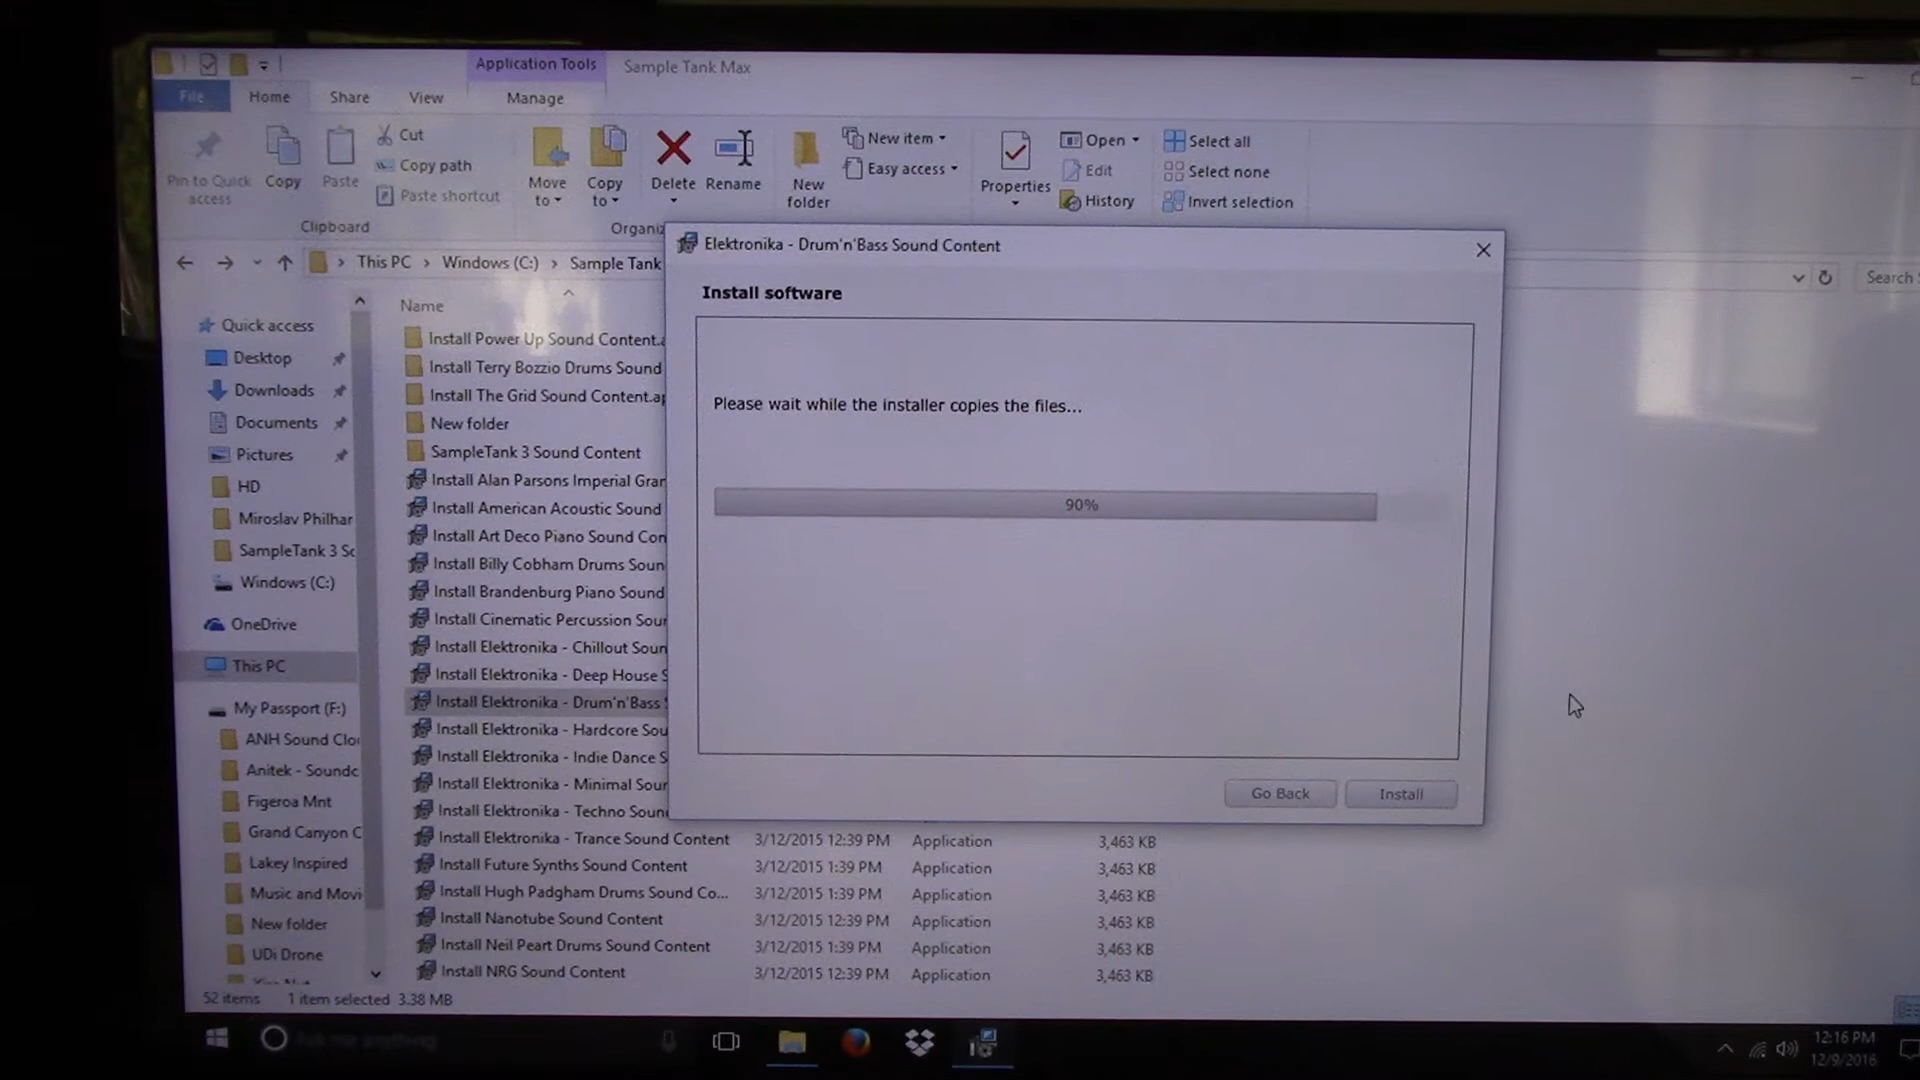 Application Tools
Sample Tank Max
File
Home
Share
View
Manage
Pin to Quick access
Copy
Paste
Cut
Copy path
Paste shortcut
Move to
Copy to
Delete
Rename
New folder
New item
Easy access
Properties
Open
Edit
History
Select all
Select none
Invert selection
Clipboard
Organiz
This PC > Windows (C:) > Sample Tank
Search
Elektronika - Drum'n'Bass Sound Content
Install software
Please wait while the installer copies the files...
90%
Go Back
Install
Quick access
Desktop
Downloads
Documents
Pictures
HD
Miroslav Philhar
SampleTank 3 Sc
Windows (C:)
OneDrive
This PC
My Passport (F:)
ANH Sound Clo
Anitek - Soundc
Figeroa Mnt
Grand Canyon C
Lakey Inspired
Music and Movi
New folder
UDi Drone
Name
Install Power Up Sound Content.a
Install Terry Bozzio Drums Sound
Install The Grid Sound Content.ap
New folder
SampleTank 3 Sound Content
Install Alan Parsons Imperial Gran
Install American Acoustic Sound
Install Art Deco Piano Sound Con
Install Billy Cobham Drums Soun
Install Brandenburg Piano Sound
Install Cinematic Percussion Sour
Install Elektronika - Chillout Soun
Install Elektronika - Deep House S
Install Elektronika - Drum'n'Bass S
Install Elektronika - Hardcore Sou
Install Elektronika - Indie Dance S
Install Elektronika - Minimal Sour
Install Elektronika - Techno Soun
Install Elektronika - Trance Sound Content 3/12/2015 12:39 PM Application 3,463 KB
Install Future Synths Sound Content 3/12/2015 1:39 PM Application 3,463 KB
Install Hugh Padgham Drums Sound Co... 3/12/2015 1:39 PM Application 3,463 KB
Install Nanotube Sound Content 3/12/2015 12:39 PM Application 3,463 KB
Install Neil Peart Drums Sound Content 3/12/2015 1:39 PM Application 3,463 KB
Install NRG Sound Content 3/12/2015 12:39 PM Application 3,463 KB
52 items 1 item selected 3.38 MB
Ask me anything
12:16 PM
12/9/2016